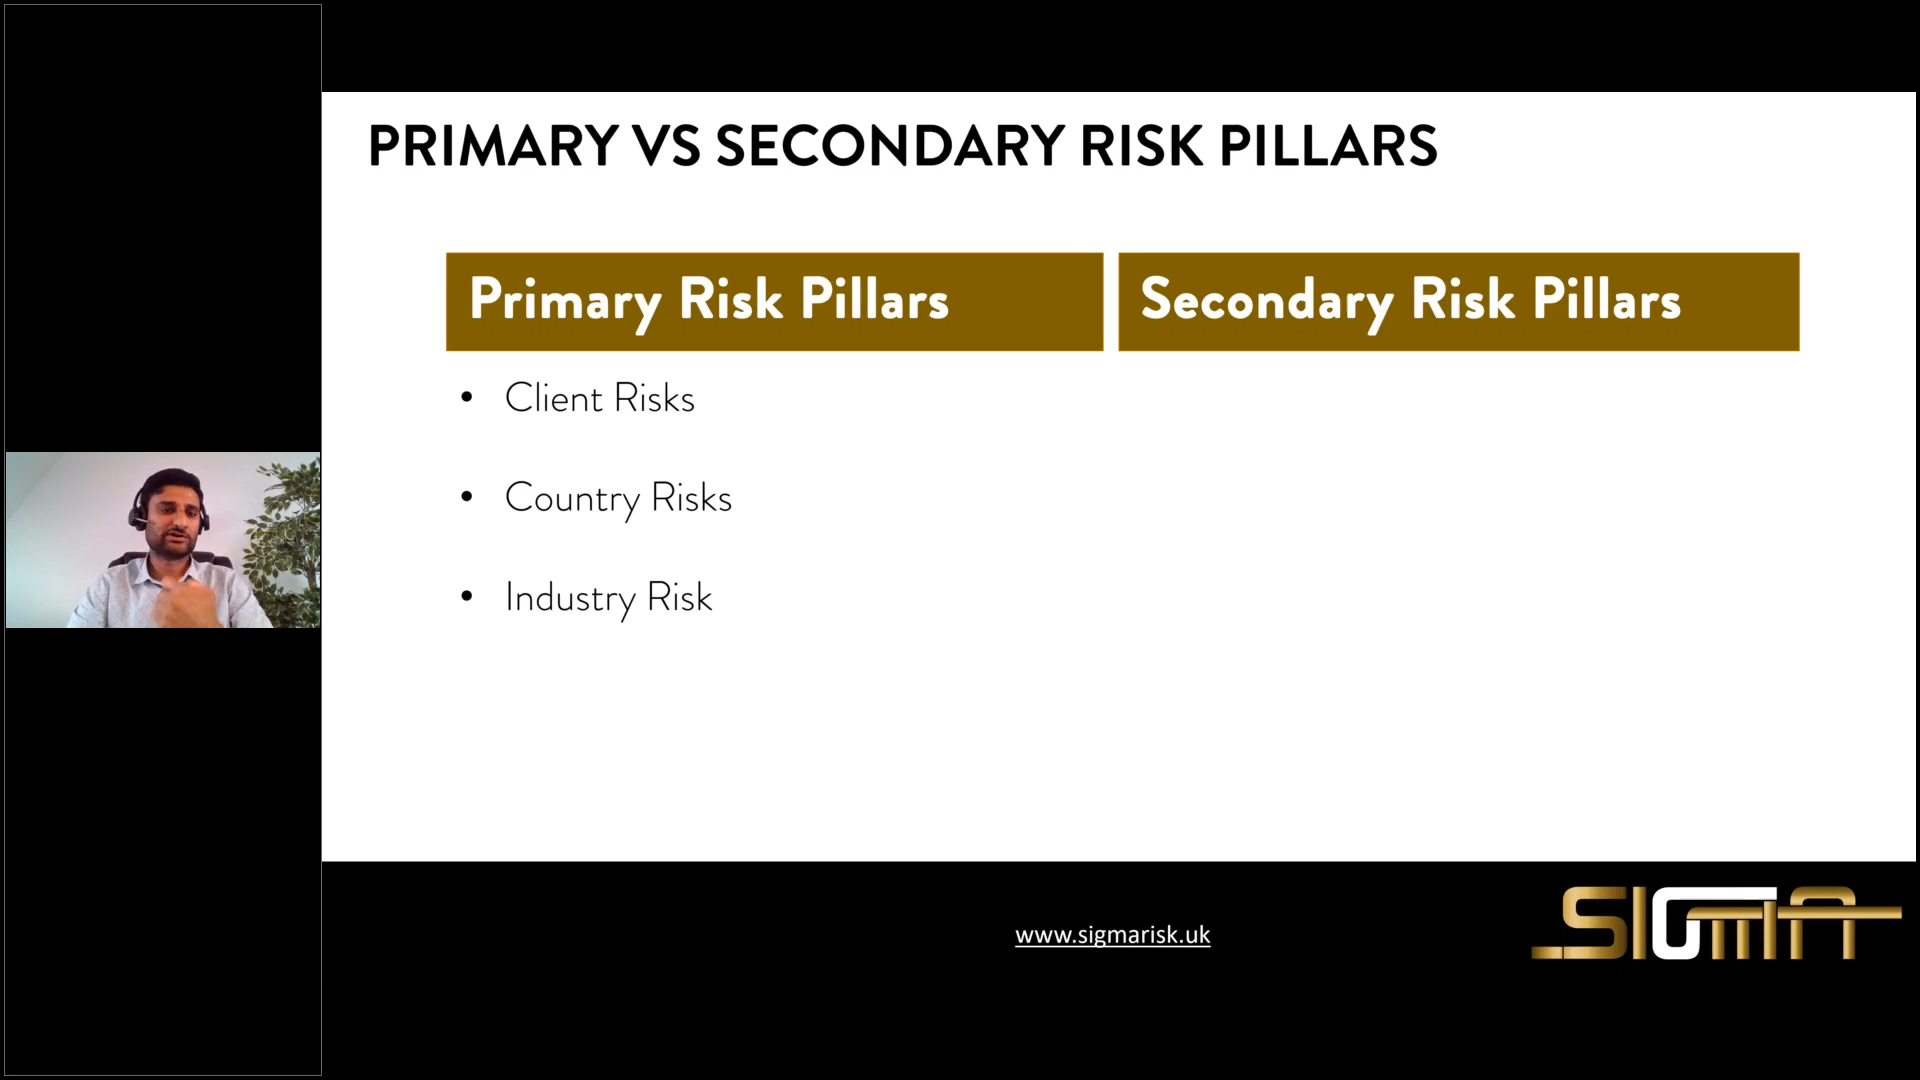 PRIMARY VS SECONDARY RISK PILLARS
Primary Risk Pillars
Secondary Risk Pillars
• Client Risks
• Country Risks
• Industry Risk
www.sigmarisk.uk
SIGMA